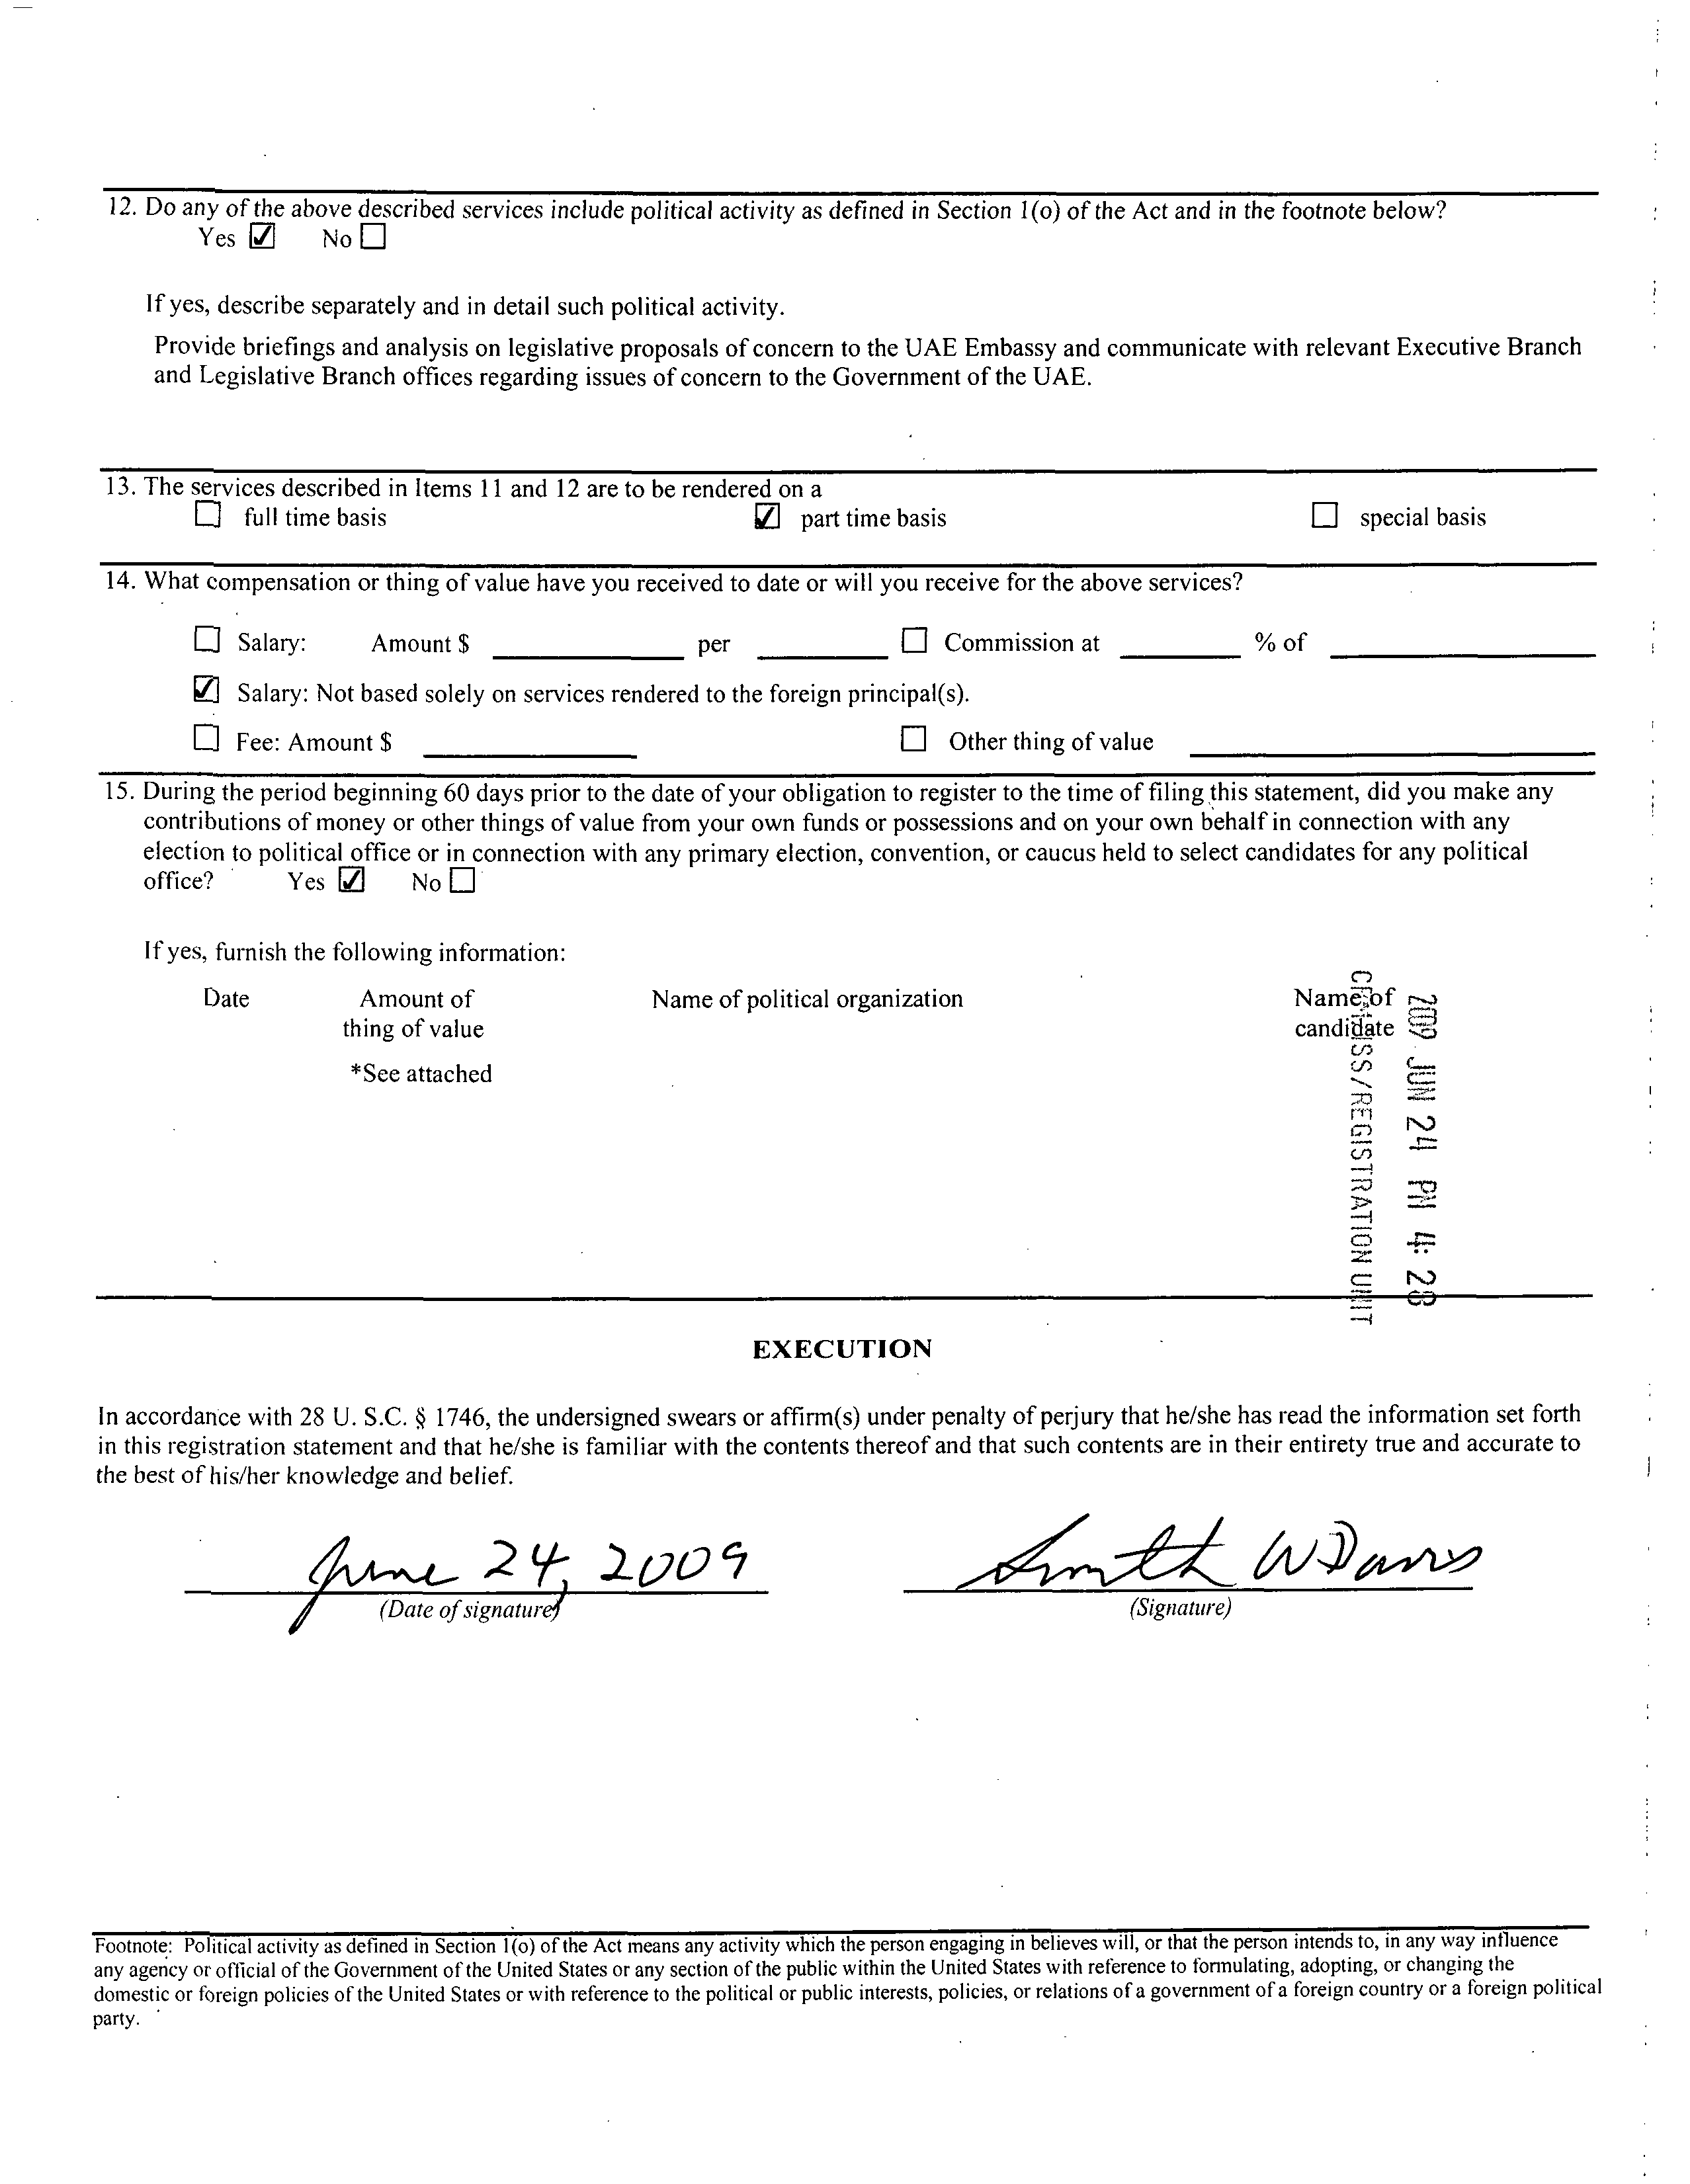 12. Do any of the above described services include political activity as defined in Section 1(o) of the Act and in the footnote below?
Yes ☑ No ☐
If yes, describe separately and in detail such political activity.
Provide briefings and analysis on legislative proposals of concern to the UAE Embassy and communicate with relevant Executive Branch
and Legislative Branch offices regarding issues of concern to the Government of the UAE.
13. The services described in Items 11 and 12 are to be rendered on a
☐ full time basis ☑ part time basis ☐ special basis
14. What compensation or thing of value have you received to date or will you receive for the above services?
☐ Salary: Amount $ ________ per ________ ☐ Commission at ________ % of ________
☑ Salary: Not based solely on services rendered to the foreign principal(s).
☐ Fee: Amount $ ________ ☐ Other thing of value ________
15. During the period beginning 60 days prior to the date of your obligation to register to the time of filing this statement, did you make any
contributions of money or other things of value from your own funds or possessions and on your own behalf in connection with any
election to political office or in connection with any primary election, convention, or caucus held to select candidates for any political
office? Yes ☑ No ☐
If yes, furnish the following information:
Date Amount of Name of political organization Name of
thing of value candidate
*See attached
2009 JUN 24 PM 4: 28
/REGISTRATION UNIT
EXECUTION
In accordance with 28 U. S.C. § 1746, the undersigned swears or affirm(s) under penalty of perjury that he/she has read the information set forth
in this registration statement and that he/she is familiar with the contents thereof and that such contents are in their entirety true and accurate to
the best of his/her knowledge and belief.
June 24, 2009 Smith W Davis
(Date of signature) (Signature)
Footnote: Political activity as defined in Section 1(o) of the Act means any activity which the person engaging in believes will, or that the person intends to, in any way influence
any agency or official of the Government of the United States or any section of the public within the United States with reference to formulating, adopting, or changing the
domestic or foreign policies of the United States or with reference to the political or public interests, policies, or relations of a government of a foreign country or a foreign political
party.